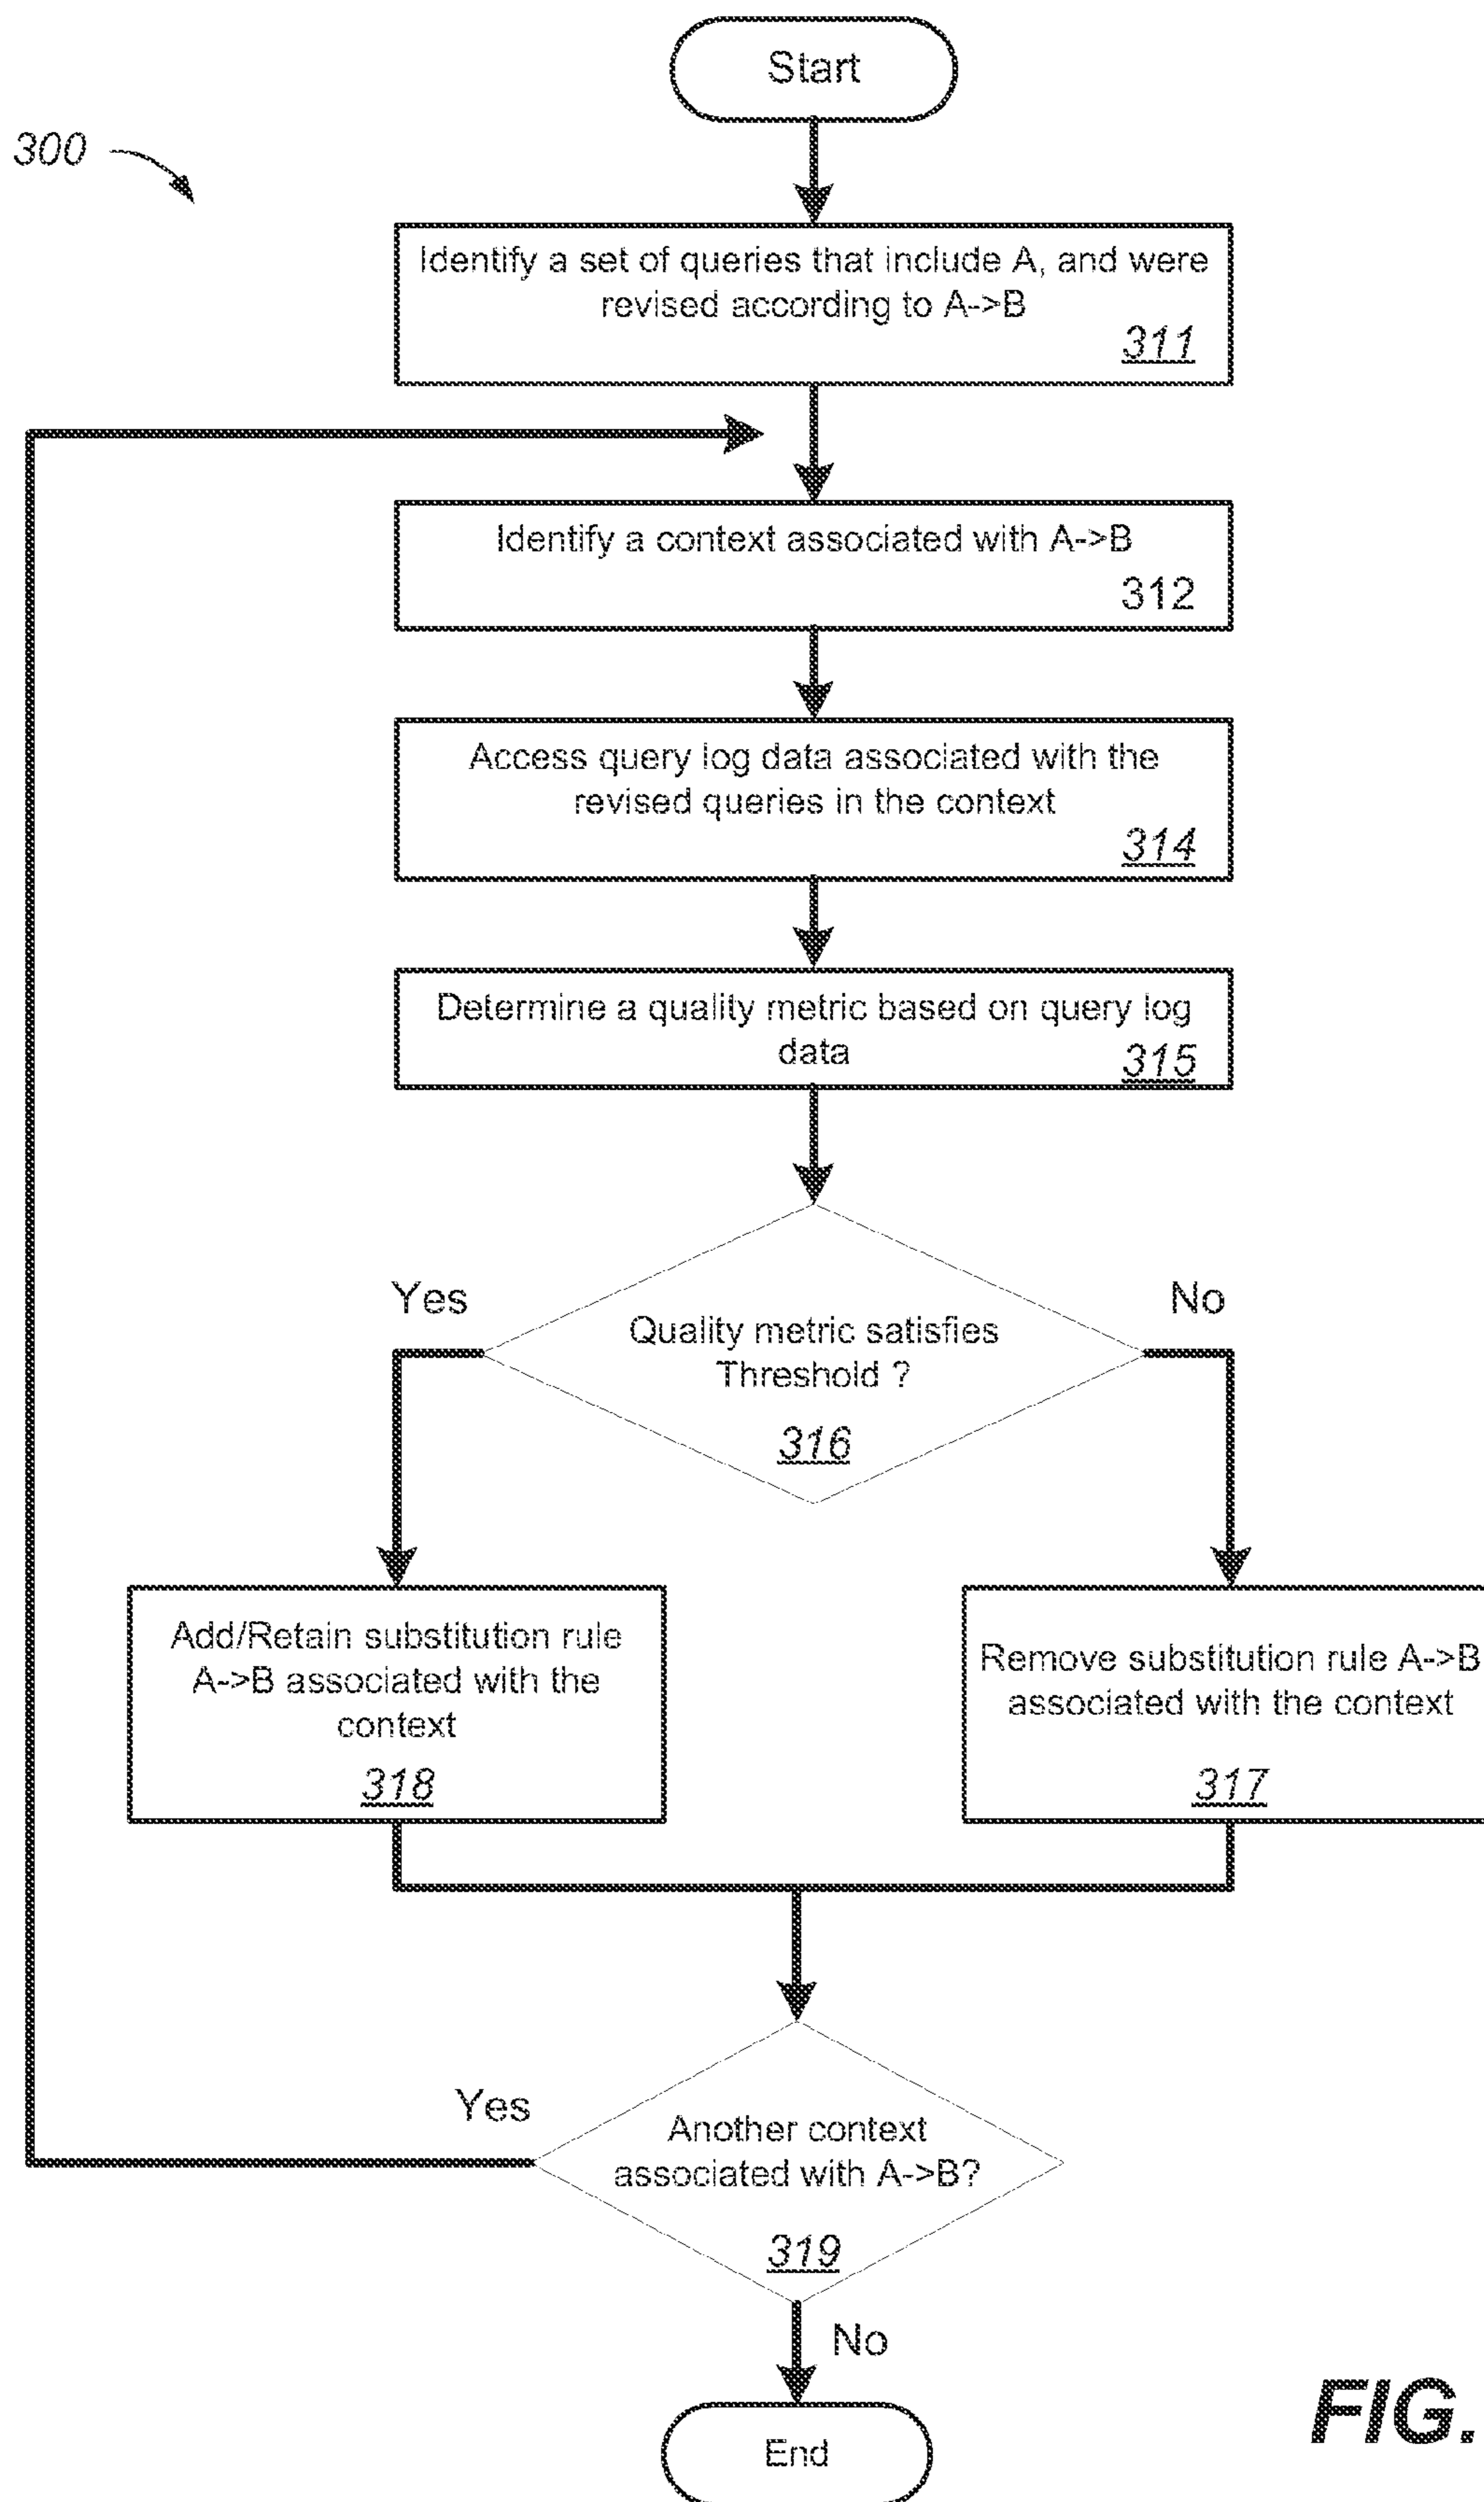 Start
300
Identify a set of queries that include A, and were
revised according to A->B
311
Identify a context associated with A->B
312
Access query log data associated with the
revised queries in the context
314
Determine a quality metric based on query log
data
315
Yes
No
Quality metric satisfies
Threshold ?
316
Add/Retain substitution rule
A->B associated with the
context
318
Remove substitution rule A->B
associated with the context
317
Yes
Another context
associated with A->B?
319
No
End
FIG.